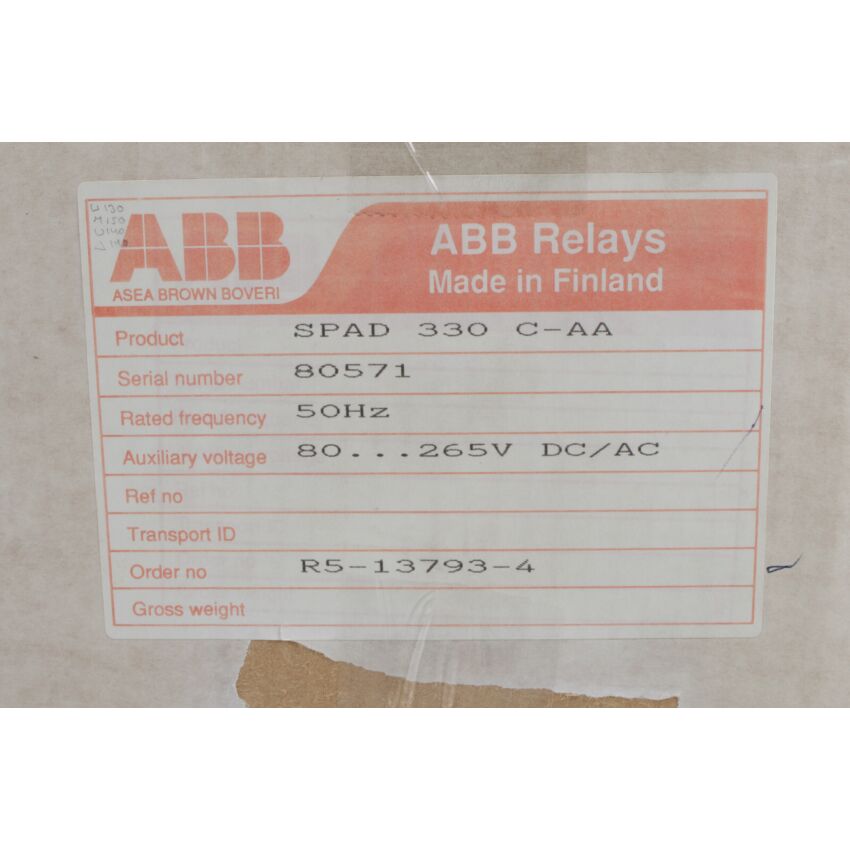 U130
ABB
ASEA BROWN BOVERI
ABB Relays
Made in Finland
Product SPAD 330 C-AA
Serial number 80571
Rated frequency 50Hz
Auxiliary voltage 80...265V DC/AC
Ref no
Transport ID
Order no R5-13793-4
Gross weight